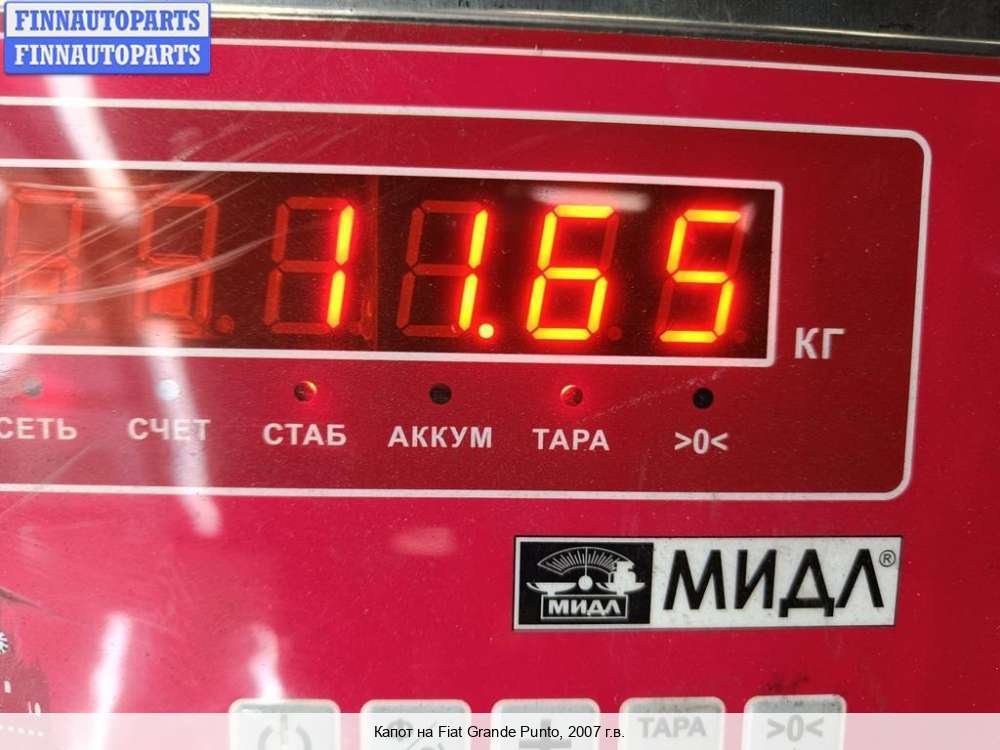 FINNAUTOPARTS
FINNAUTOPARTS
11.65
КГ
СЕТЬ СЧЕТ СТАБ АККУМ ТАРА >0<
МИДЛ
МИДЛ®
ТАРА >0<
Капот на Fiat Grande Punto, 2007 г.в.